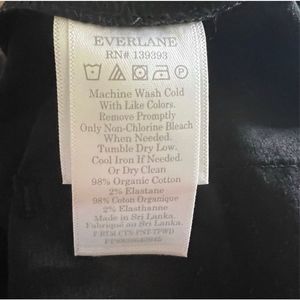 EVERLANE
RN# 139393
Machine Wash Cold
With Like Colors.
Remove Promptly
Only Non-Chlorine Bleach
When Needed.
Tumble Dry Low.
Cool Iron If Needed.
Or Dry Clean
98% Organic Cotton
2% Elastane
98% Coton Organique
2% Elasthanne
Made in Sri Lanka.
Fabriqué au Sri Lanka.